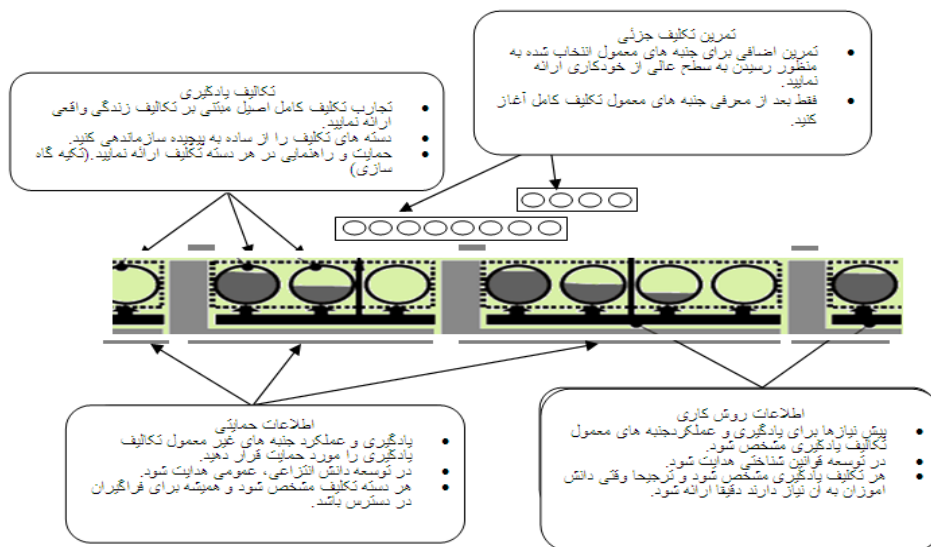 تمرین تکلیف جزئی
تمرین اضافی برای جنبه های معمول انتخاب شده به
منظور رسیدن به سطح عالی از خودکاری ارائه
نمایید.
فقط بعد از معرفی جنبه های معمول تکلیف کامل آغاز
کنید.
تکالیف یادگیری
تجارب تکلیف کامل اصیل مبتنی بر تکالیف زندگی واقعی
ارائه نمایید.
دسته های تکلیف را از ساده به پیچیده سازماندهی کنید.
حمایت و راهنمایی در هر دسته تکلیف ارائه نمایید.(تکیه گاه
سازی)
اطلاعات حمایتی
یادگیری و عملکرد جنبه های غیر معمول تکالیف
یادگیری را مورد حمایت قرار دهید.
در توسعه دانش انتزاعی، عمومی هدایت شود.
هر دسته تکلیف مشخص شود و همیشه برای فراگیران
در دسترس باشد.
اطلاعات روش کاری
پیش نیازها برای یادگیری و عملکردجنبه های معمول
تکالیف یادگیری مشخص شود.
در توسعه قوانین شناختی هدایت شود.
هر تکلیف یادگیری مشخص شود و ترجیحا وقتی دانش
اموزان به ان نیاز دارند دقیقا ارائه شود.